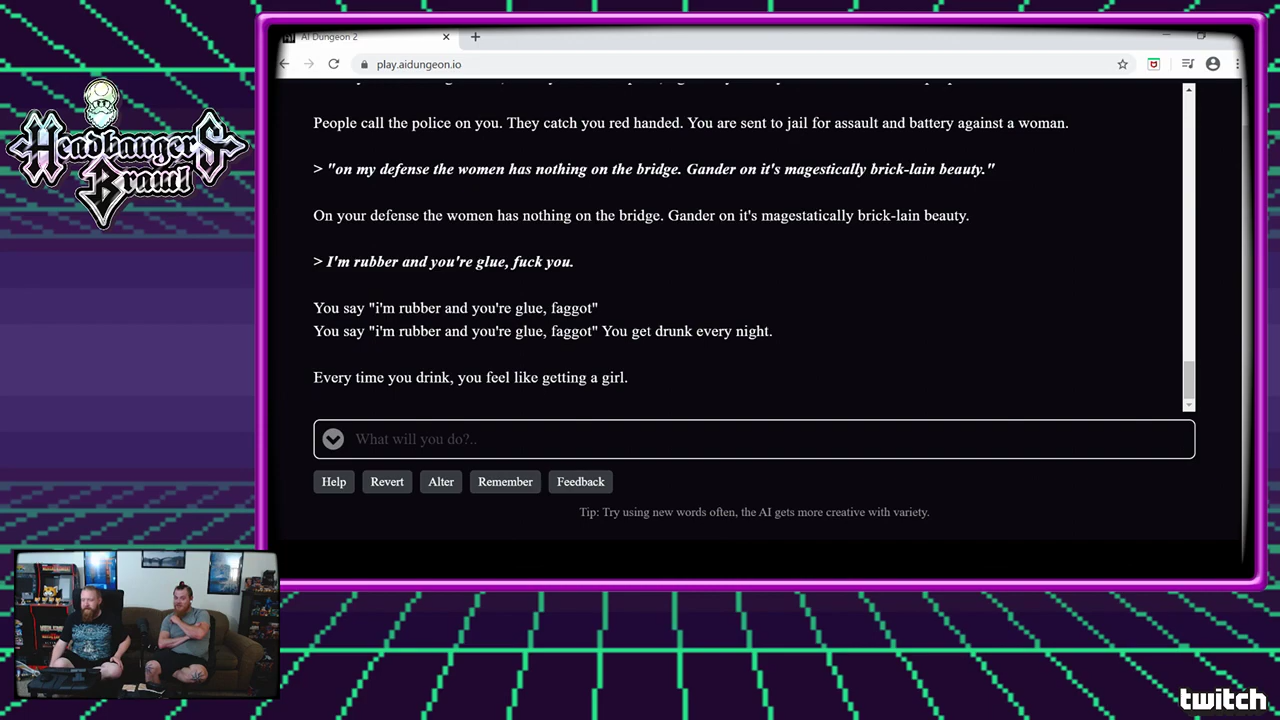 AI Dungeon 2
play.aidungeon.io
HeadbangerS
Brawl
People call the police on you. They catch you red handed. You are sent to jail for assault and battery against a woman.
> "on my defense the women has nothing on the bridge. Gander on it's magestically brick-lain beauty."
On your defense the women has nothing on the bridge. Gander on it's magestatically brick-lain beauty.
> I'm rubber and you're glue, fuck you.
You say "i'm rubber and you're glue, faggot"
You say "i'm rubber and you're glue, faggot" You get drunk every night.
Every time you drink, you feel like getting a girl.
What will you do?..
Help Revert Alter Remember Feedback
Tip: Try using new words often, the AI gets more creative with variety.
twitch